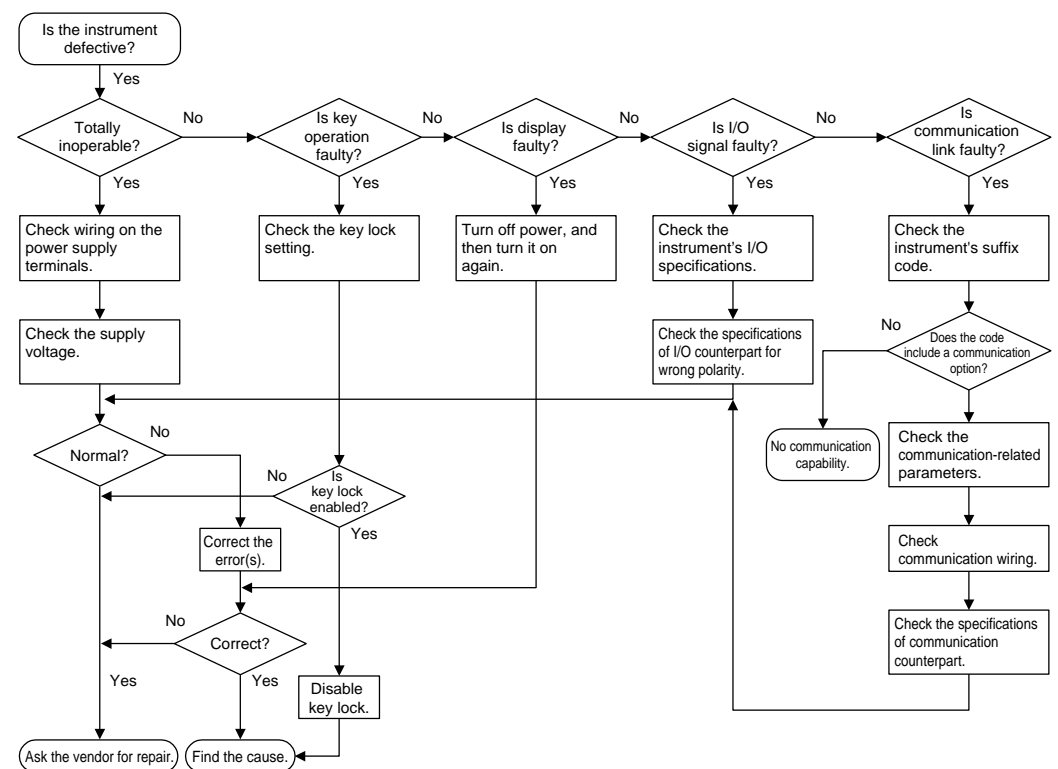 Is the instrument
defective?
Yes
No
No
No
No
Totally
inoperable?
Is key
operation
faulty?
Is display
faulty?
Is I/O
signal faulty?
Is
communication
link faulty?
Yes
Yes
Yes
Yes
Yes
Check wiring on the
power supply
terminals.
Check the key lock
setting.
Turn off power, and
then turn it on
again.
Check the
instrument's I/O
specifications.
Check the
instrument's suffix
code.
Check the supply
voltage.
Check the specifications
of I/O counterpart for
wrong polarity.
No
Does the code
include a communication
option?
No communication
capability.
Check the
communication-related
parameters.
Normal?
No
No
Is
key lock
enabled?
Yes
Correct the
error(s).
Check
communication wiring.
No
Correct?
Check the specifications
of communication
counterpart.
Yes
Yes
Disable
key lock.
Ask the vendor for repair.
Find the cause.